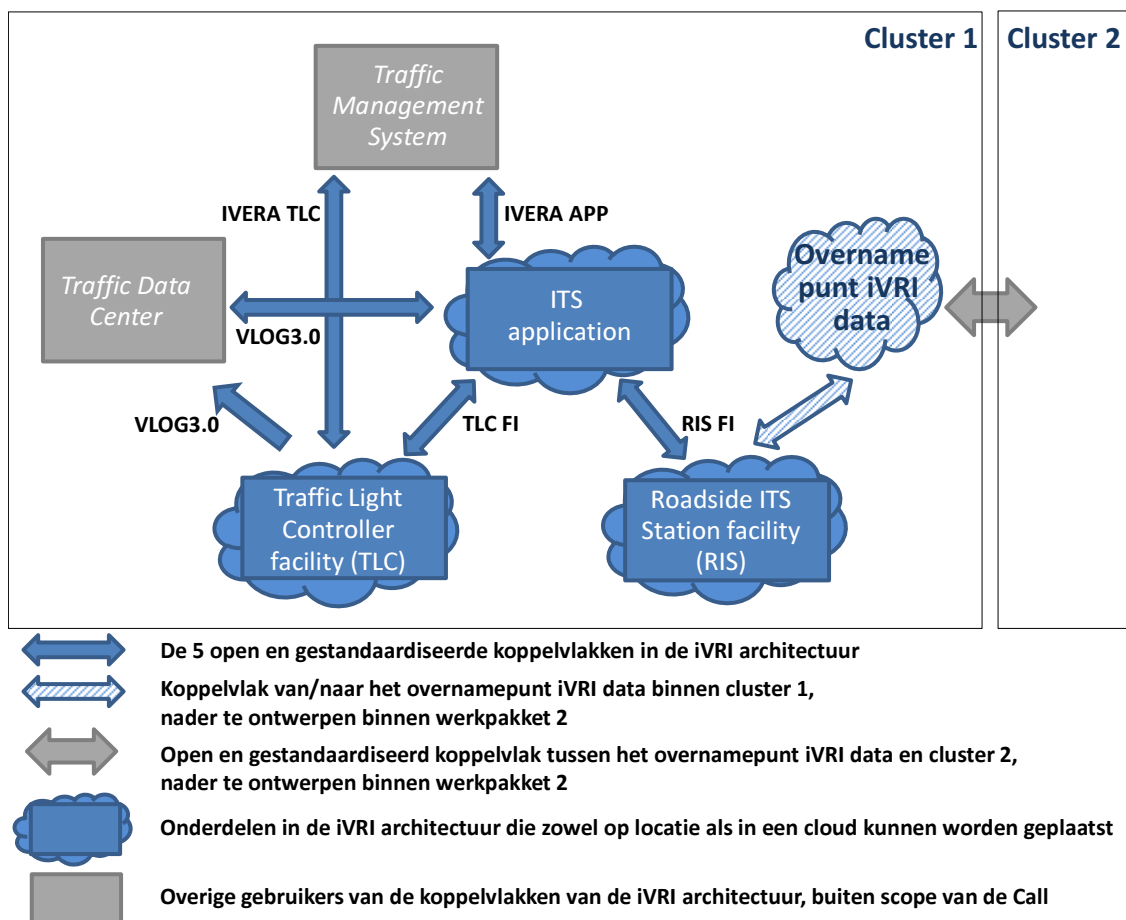 Cluster 1
Cluster 2
Traffic
Management
System
IVERA TLC
IVERA APP
Traffic Data
Center
ITS
application
Overname
punt iVRI
data
VLOG3.0
VLOG3.0
TLC FI
RIS FI
Traffic Light
Controller
facility (TLC)
Roadside ITS
Station facility
(RIS)
De 5 open en gestandaardiseerde koppelvlakken in de iVRI architectuur
Koppelvlak van/naar het overnamepunt iVRI data binnen cluster 1,
nader te ontwerpen binnen werkpakket 2
Open en gestandaardiseerd koppelvlak tussen het overnamepunt iVRI data en cluster 2,
nader te ontwerpen binnen werkpakket 2
Onderdelen in de iVRI architectuur die zowel op locatie als in een cloud kunnen worden geplaatst
Overige gebruikers van de koppelvlakken van de iVRI architectuur, buiten scope van de Call